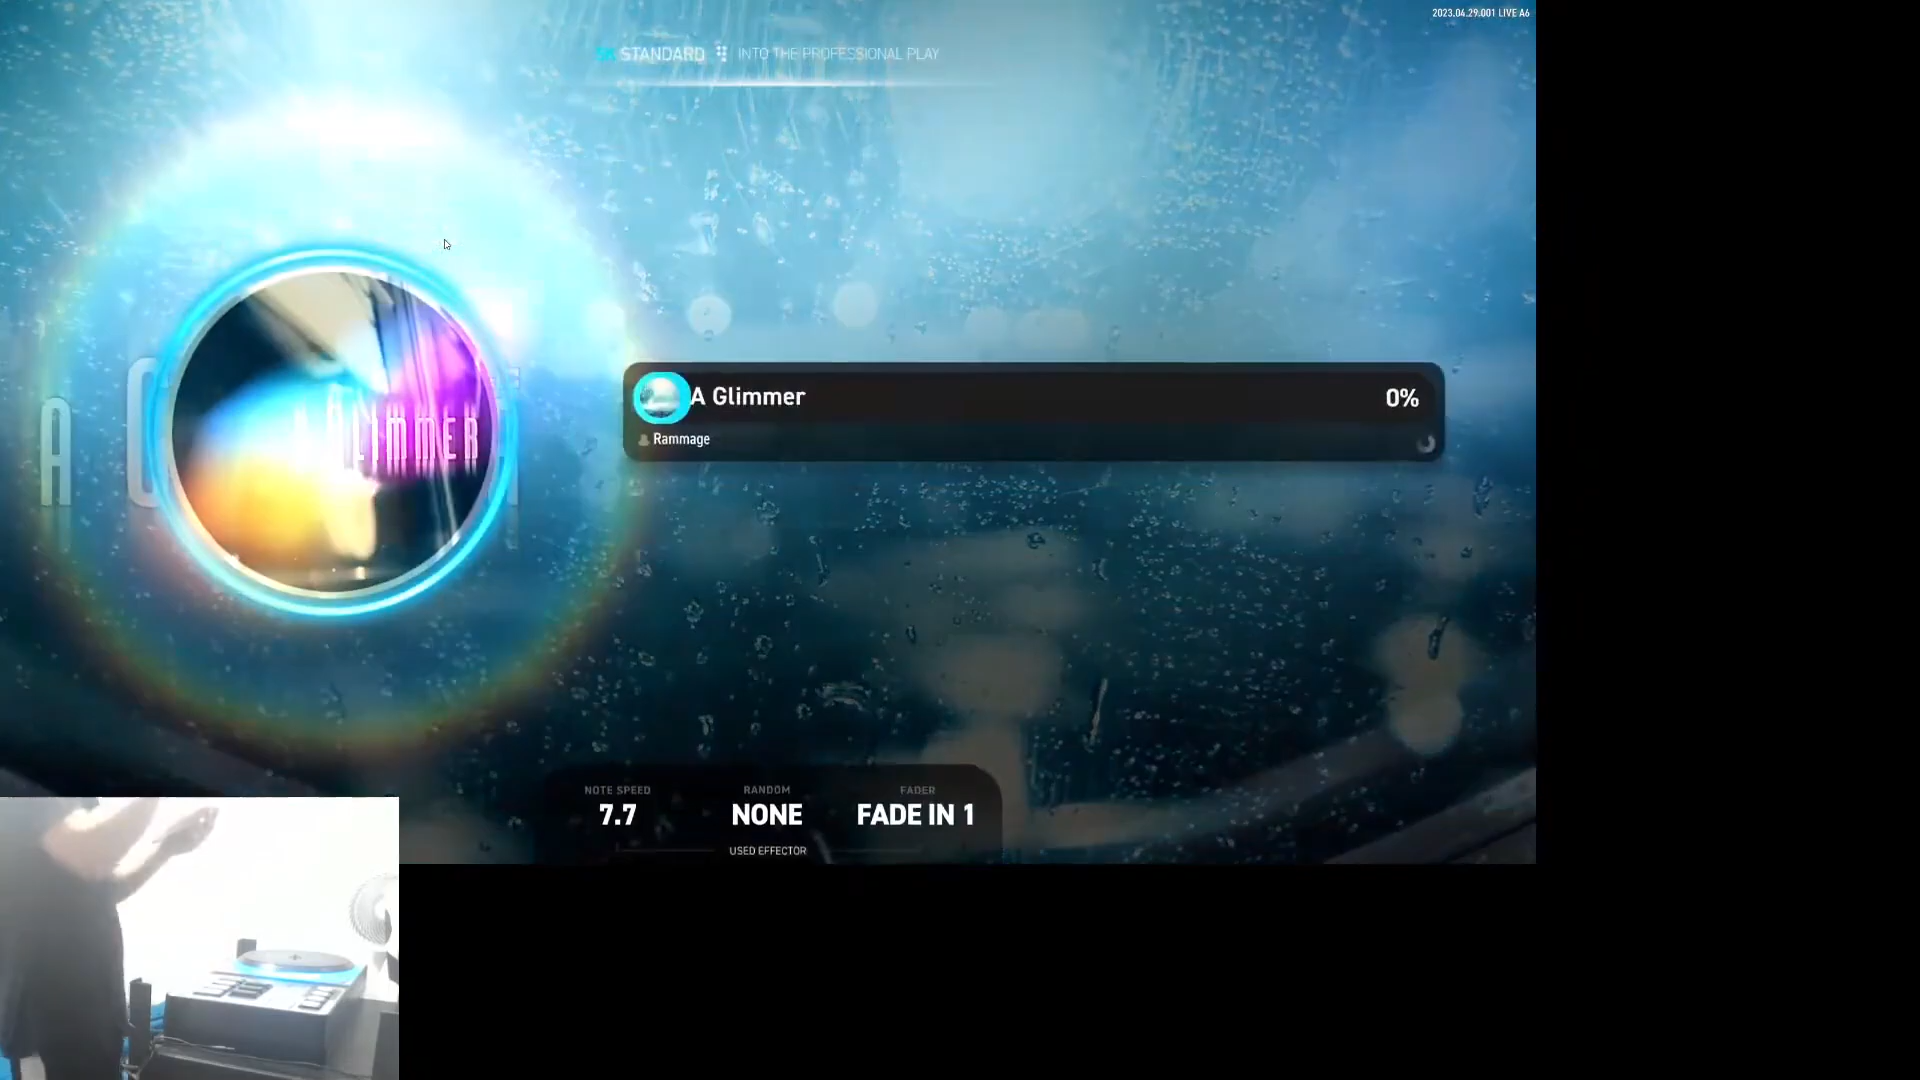 2023.04.29.001 LIVE A6
STANDARD INTO THE PROFESSIONAL PLAY
A GLIMMER
A Glimmer 0%
Rammage
NOTE SPEED RANDOM FADER
7.7 NONE FADE IN 1
USED EFFECTOR